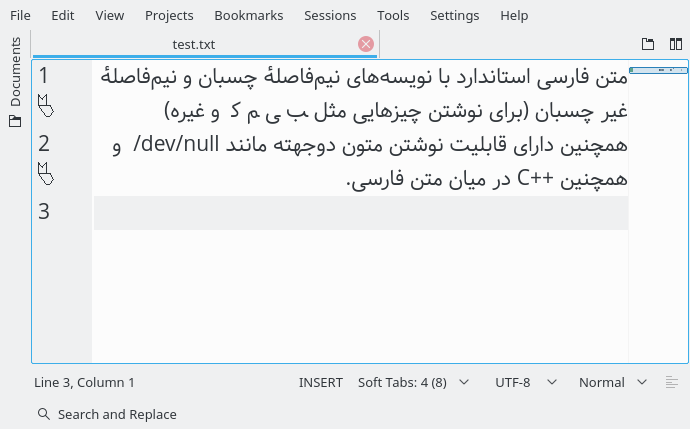 File Edit View Projects Bookmarks Sessions Tools Settings Help
test.txt
Documents
1 متن فارسی استاندارد با نویسه‌های نیم‌فاصلهٔ چسبان و نیم‌فاصلهٔ
غیر چسبان (برای نوشتن چیزهایی مثل ب‍ ‍ی ‍م ک‍ و غیره)
2 همچنین دارای قابلیت نوشتن متون دوجهته مانند ‎/dev/null‎ و
همچنین ‎C++‎ در میان متن فارسی.
3
Line 3, Column 1 INSERT Soft Tabs: 4 (8) UTF-8 Normal
Search and Replace